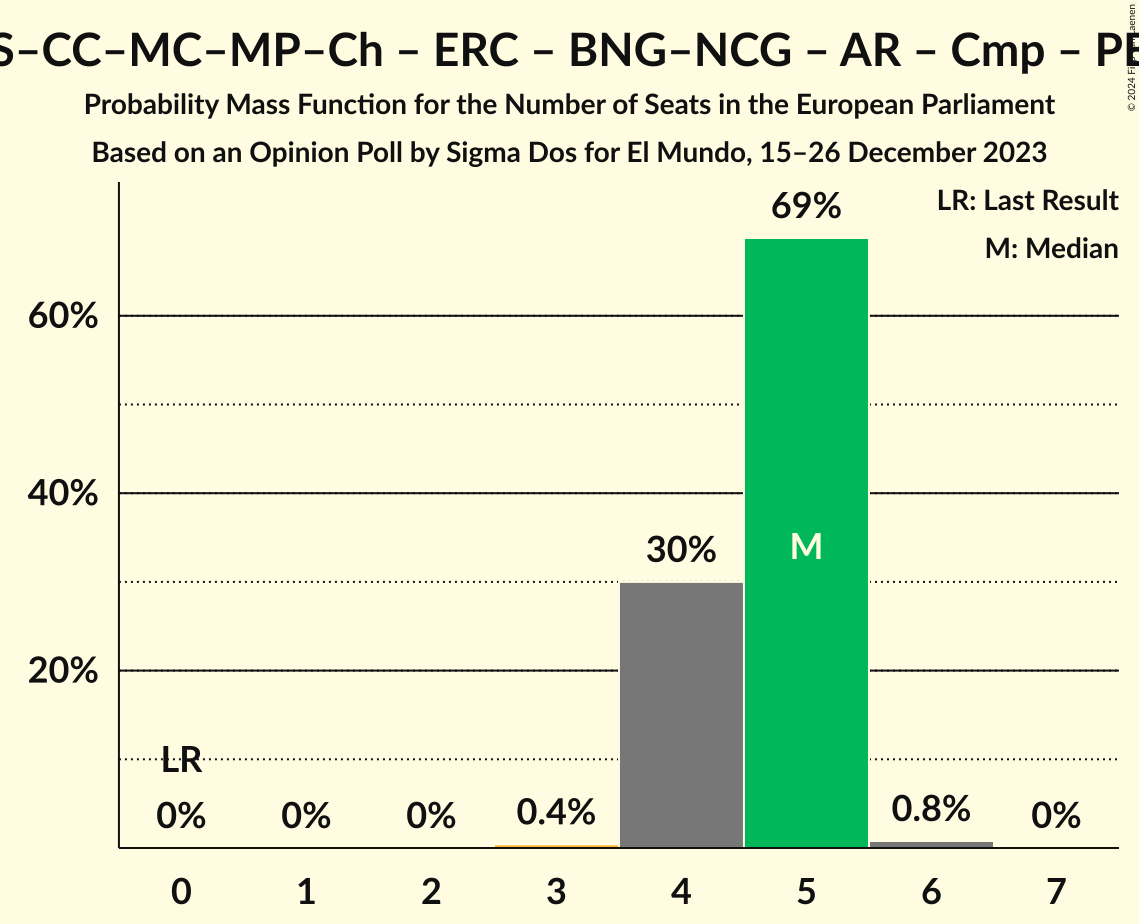 S–CC–MC–MP–Ch – ERC – BNG–NCG – AR – Cmp –
Probability Mass Function for the Number of Seats in the European Parliament
Based on an Opinion Poll by Sigma Dos for El Mundo, 15–26 December 2023
© 2024
LR: Last Result
M: Median
69%
60%
40%
30%
M
20%
LR
0% 0% 0% 0.4% 0.8% 0%
0 1 2 3 4 5 6 7